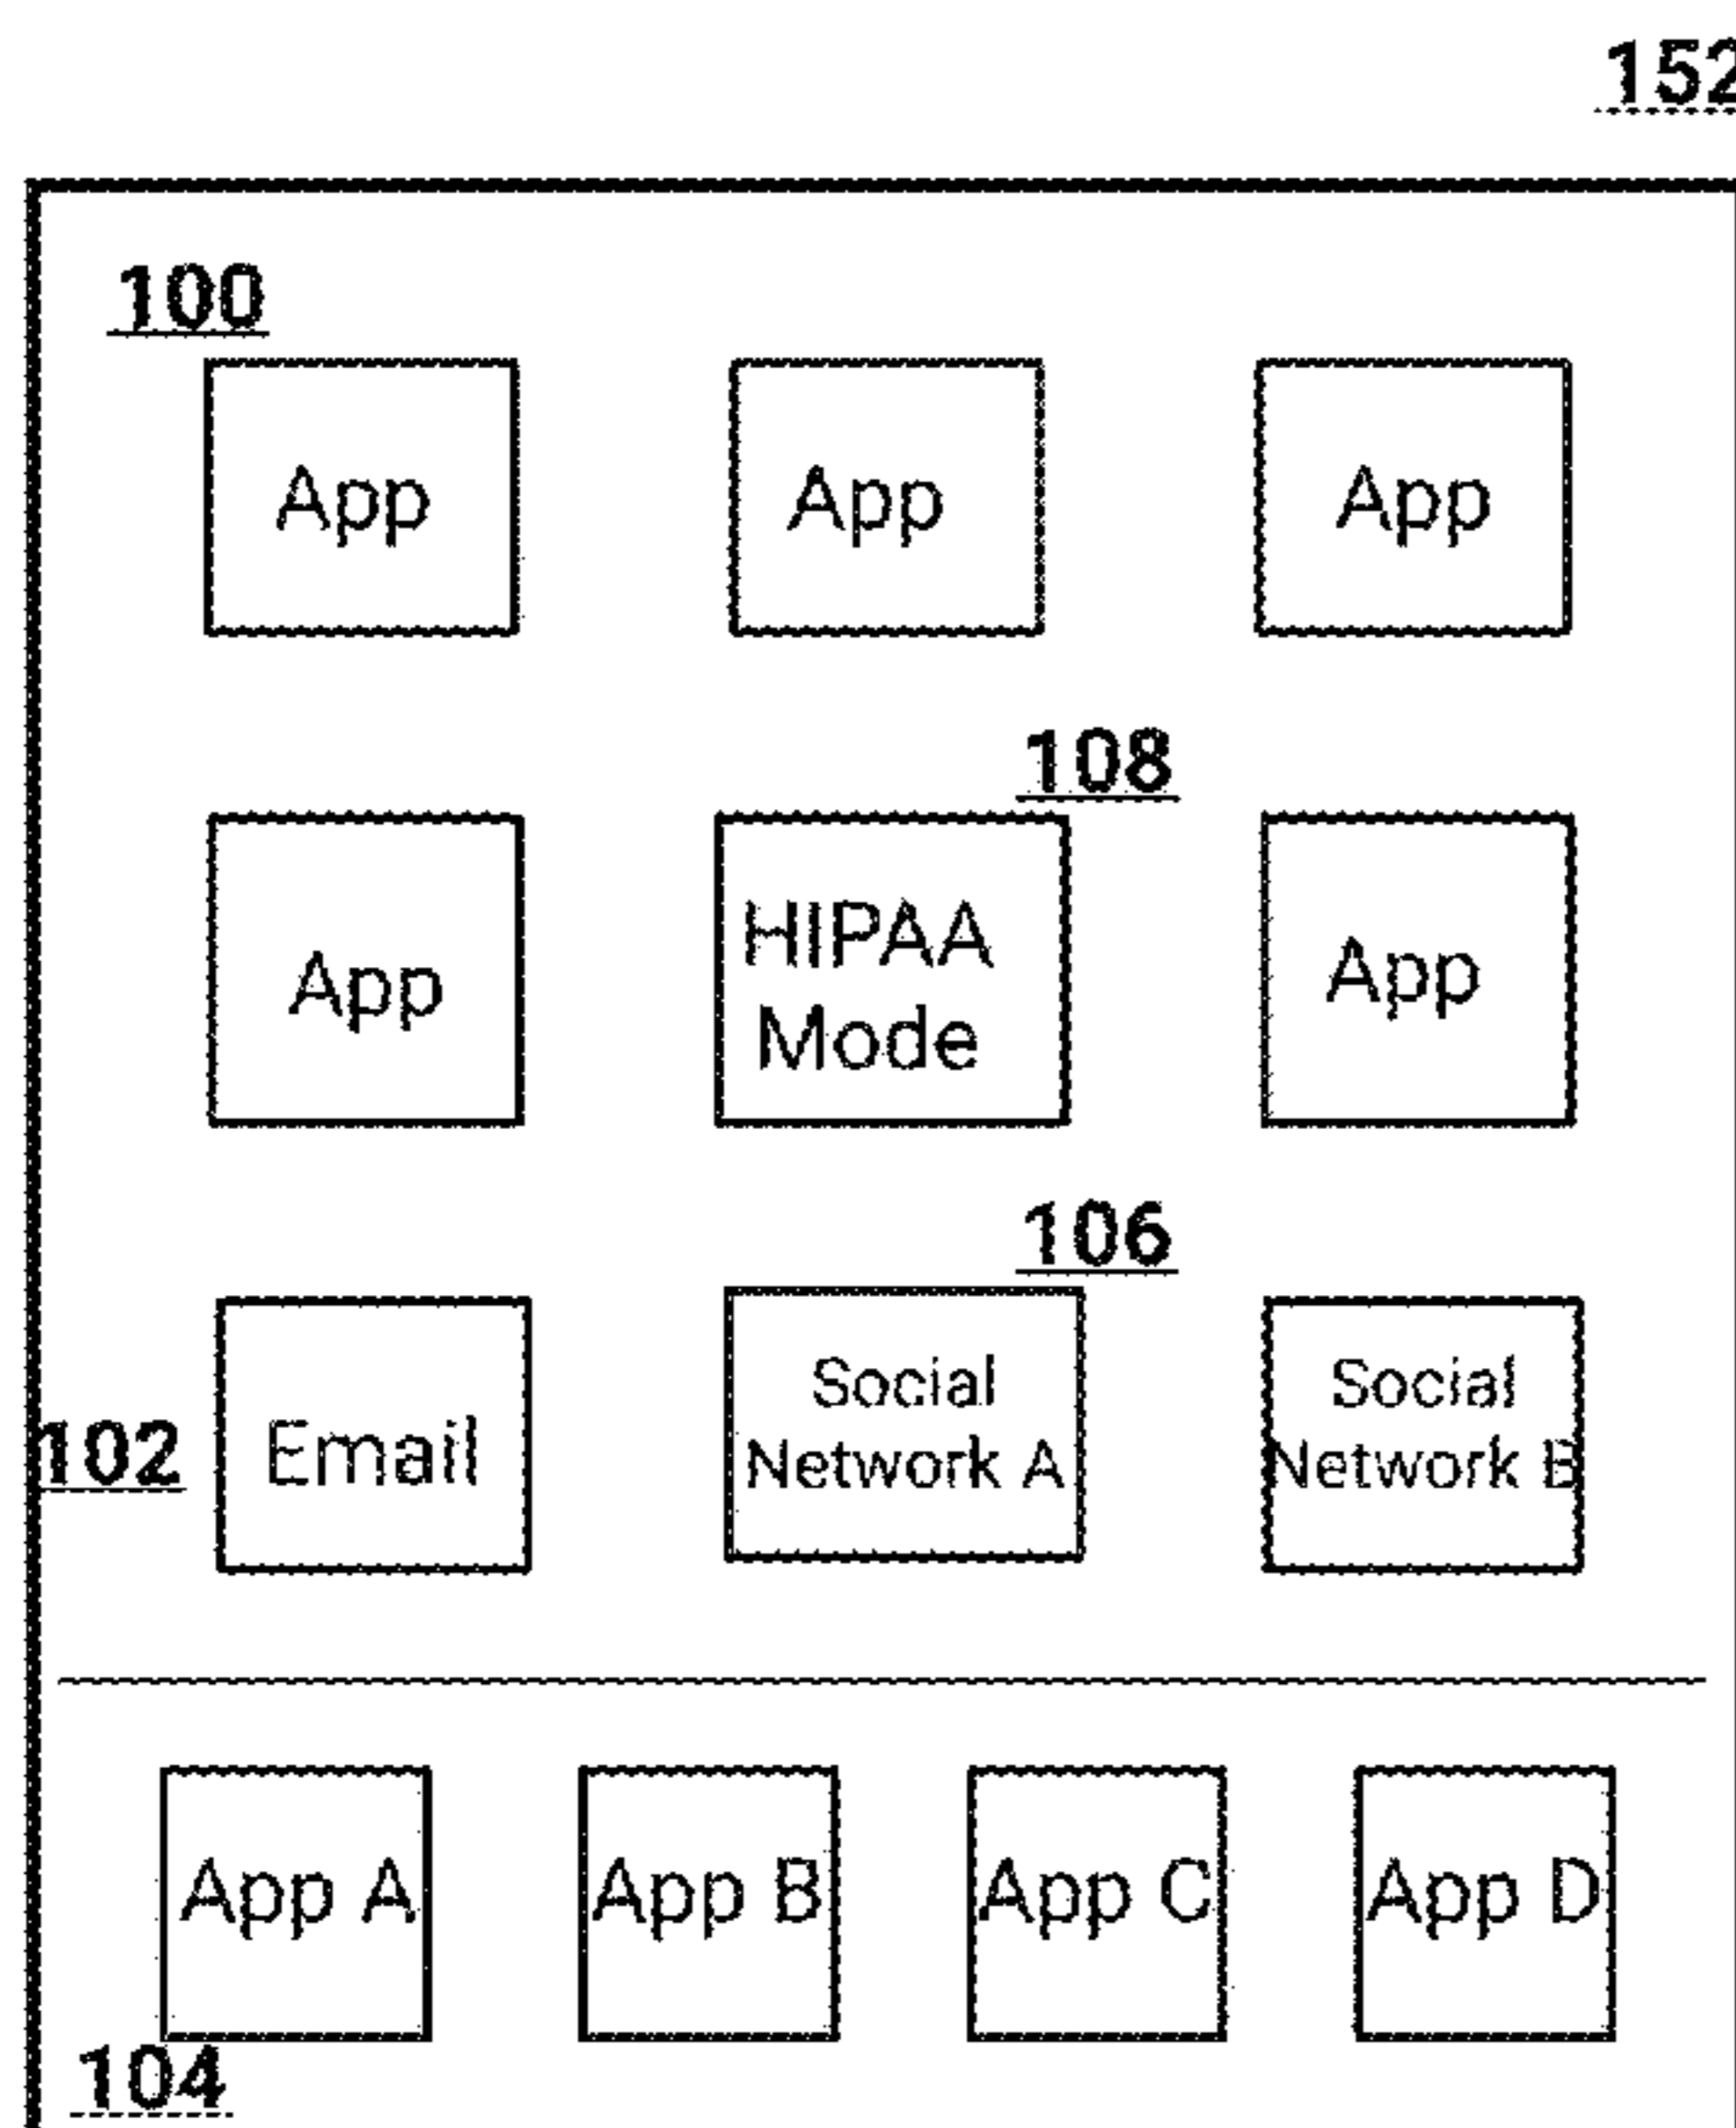 152
100
App
App
App
108
App
HIPAA
Mode
App
106
102
Email
Social
Network A
Social
Network B
App A
App B
App C
App D
104